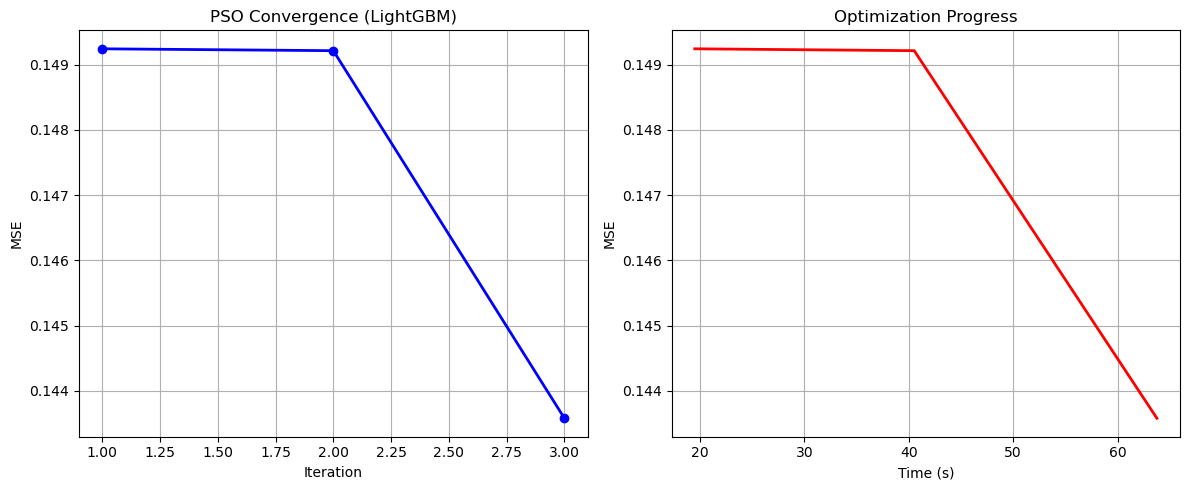 PSO Convergence (LightGBM)
0.149
0.148
0.147
0.146
0.145
0.144
MSE
1.00 1.25 1.50 1.75 2.00 2.25 2.50 2.75 3.00
Iteration
Optimization Progress
0.149
0.148
0.147
0.146
0.145
0.144
MSE
20 30 40 50 60
Time (s)